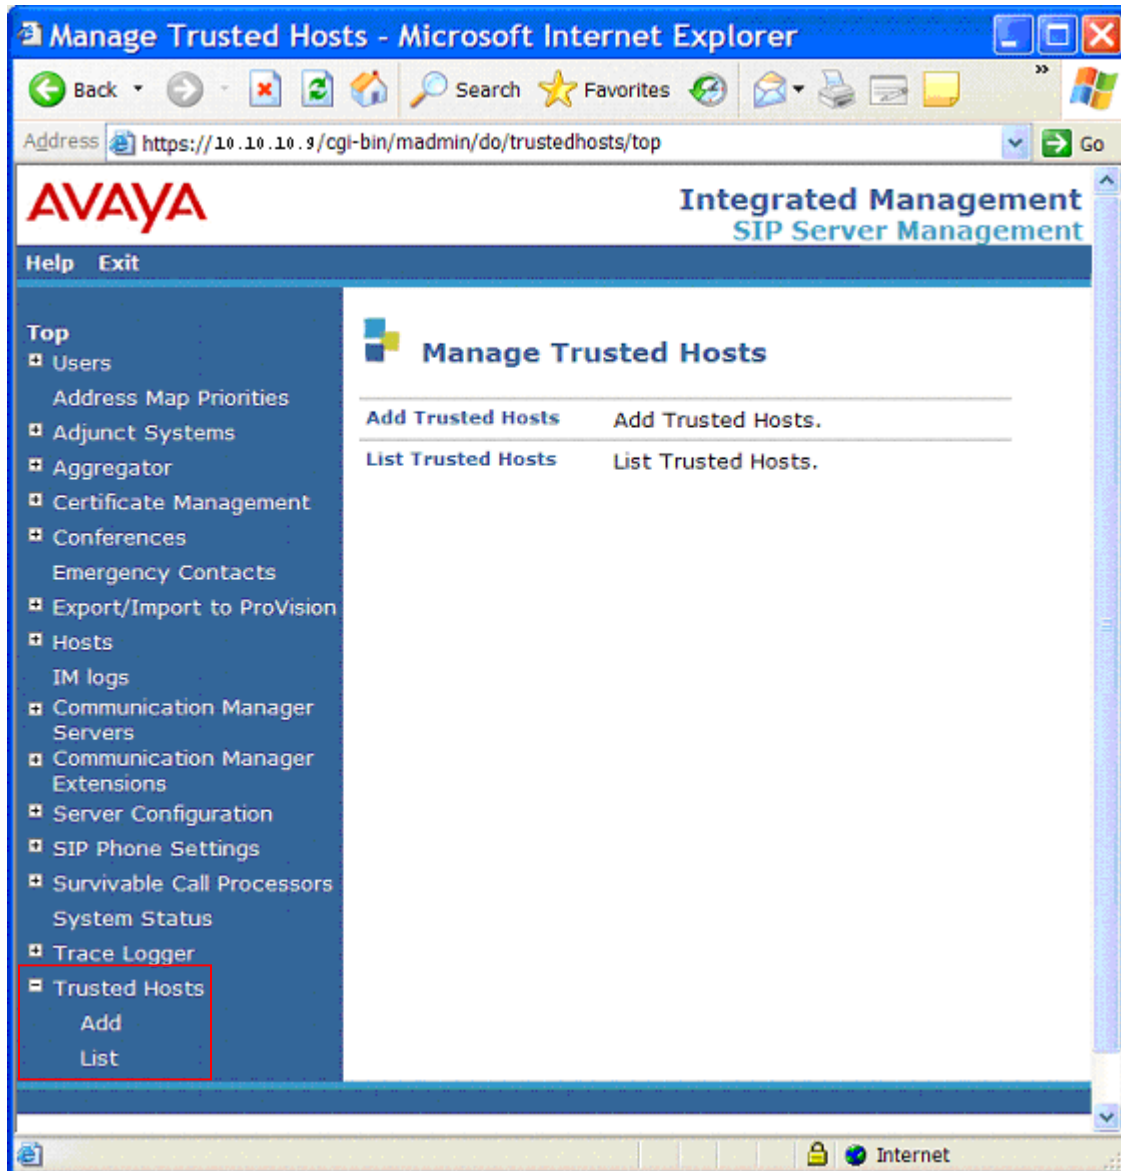 Manage Trusted Hosts - Microsoft Internet Explorer
Back Search Favorites »
Address https://10.10.10.9/cgi-bin/madmin/do/trustedhosts/top Go
AVAYA
Integrated Management
SIP Server Management
Help Exit
Top
Users
Address Map Priorities
Adjunct Systems
Aggregator
Certificate Management
Conferences
Emergency Contacts
Export/Import to ProVision
Hosts
IM logs
Communication Manager
Servers
Communication Manager
Extensions
Server Configuration
SIP Phone Settings
Survivable Call Processors
System Status
Trace Logger
Trusted Hosts
Add
List
Manage Trusted Hosts
Add Trusted Hosts Add Trusted Hosts.
List Trusted Hosts List Trusted Hosts.
Internet